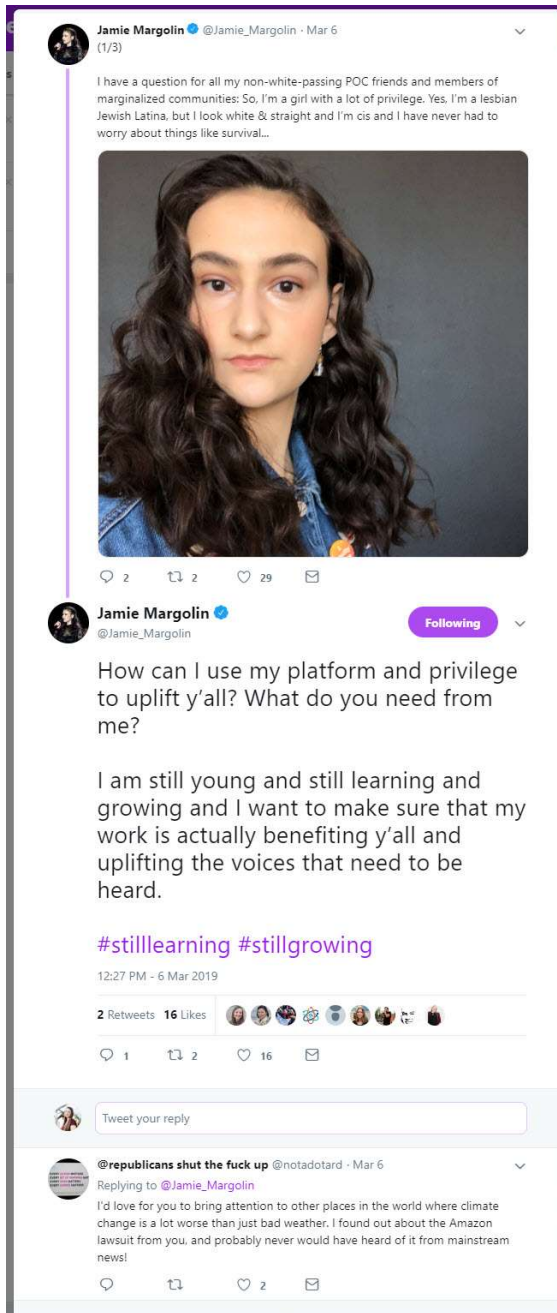 Jamie Margolin @Jamie_Margolin · Mar 6
(1/3)
I have a question for all my non-white-passing POC friends and members of
marginalized communities: So, I'm a girl with a lot of privilege. Yes, I'm a lesbian
Jewish Latina, but I look white & straight and I'm cis and I have never had to
worry about things like survival...
2 2 29
Jamie Margolin
@Jamie_Margolin
Following
How can I use my platform and privilege
to uplift y'all? What do you need from
me?
I am still young and still learning and
growing and I want to make sure that my
work is actually benefiting y'all and
uplifting the voices that need to be
heard.
#stilllearning #stillgrowing
12:27 PM - 6 Mar 2019
2 Retweets 16 Likes
1 2 16
Tweet your reply
@republicans shut the fuck up @notadotard · Mar 6
Replying to @Jamie_Margolin
I'd love for you to bring attention to other places in the world where climate
change is a lot worse than just bad weather. I found out about the Amazon
lawsuit from you, and probably never would have heard of it from mainstream
news!
2